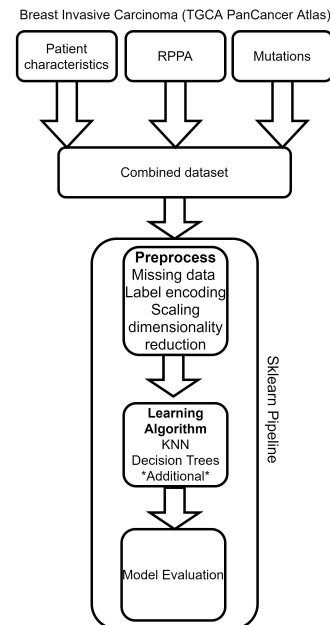 Breast Invasive Carcinoma (TGCA PanCancer Atlas)
Patient
characteristics
RPPA
Mutations
Combined dataset
Preprocess
Missing data
Label encoding
Scaling
dimensionality
reduction
Sklearn Pipeline
Learning
Algorithm
KNN
Decision Trees
*Additional*
Model Evaluation